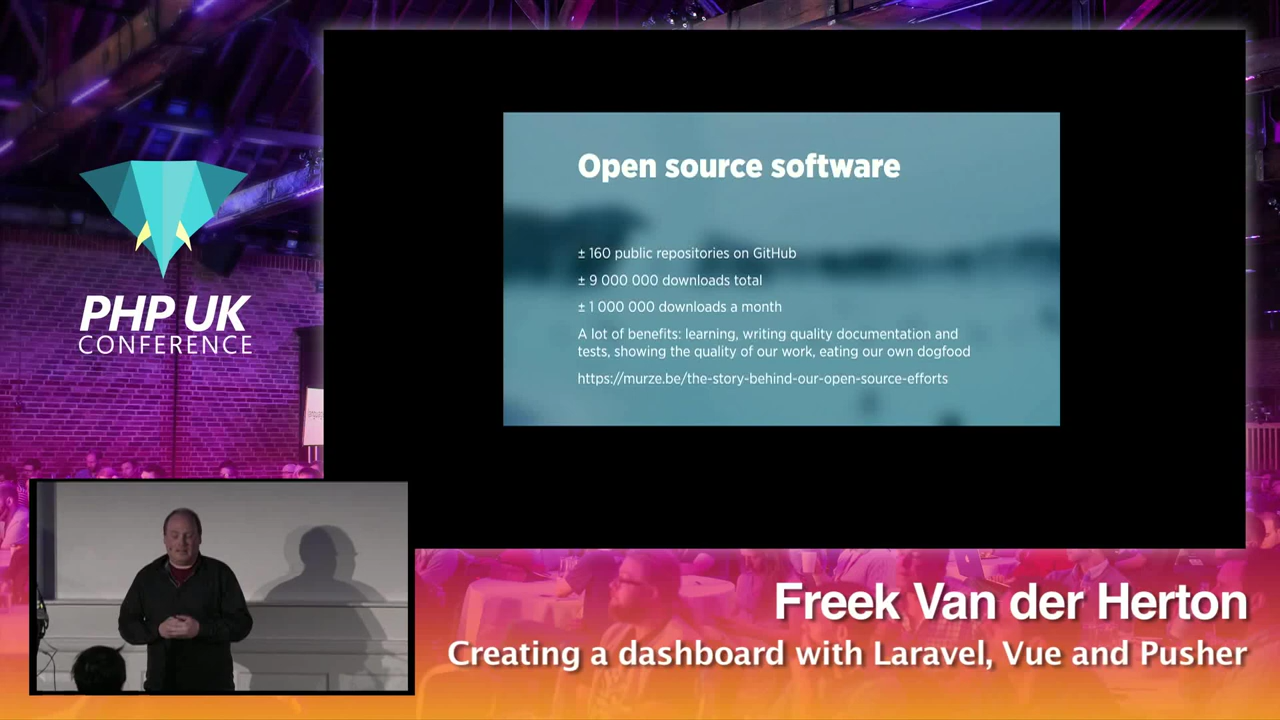 Open source software
± 160 public repositories on GitHub
± 9 000 000 downloads total
± 1 000 000 downloads a month
A lot of benefits: learning, writing quality documentation and
tests, showing the quality of our work, eating our own dogfood
https://murze.be/the-story-behind-our-open-source-efforts
PHP UK
CONFERENCE
Freek Van der Herton
Creating a dashboard with Laravel, Vue and Pusher